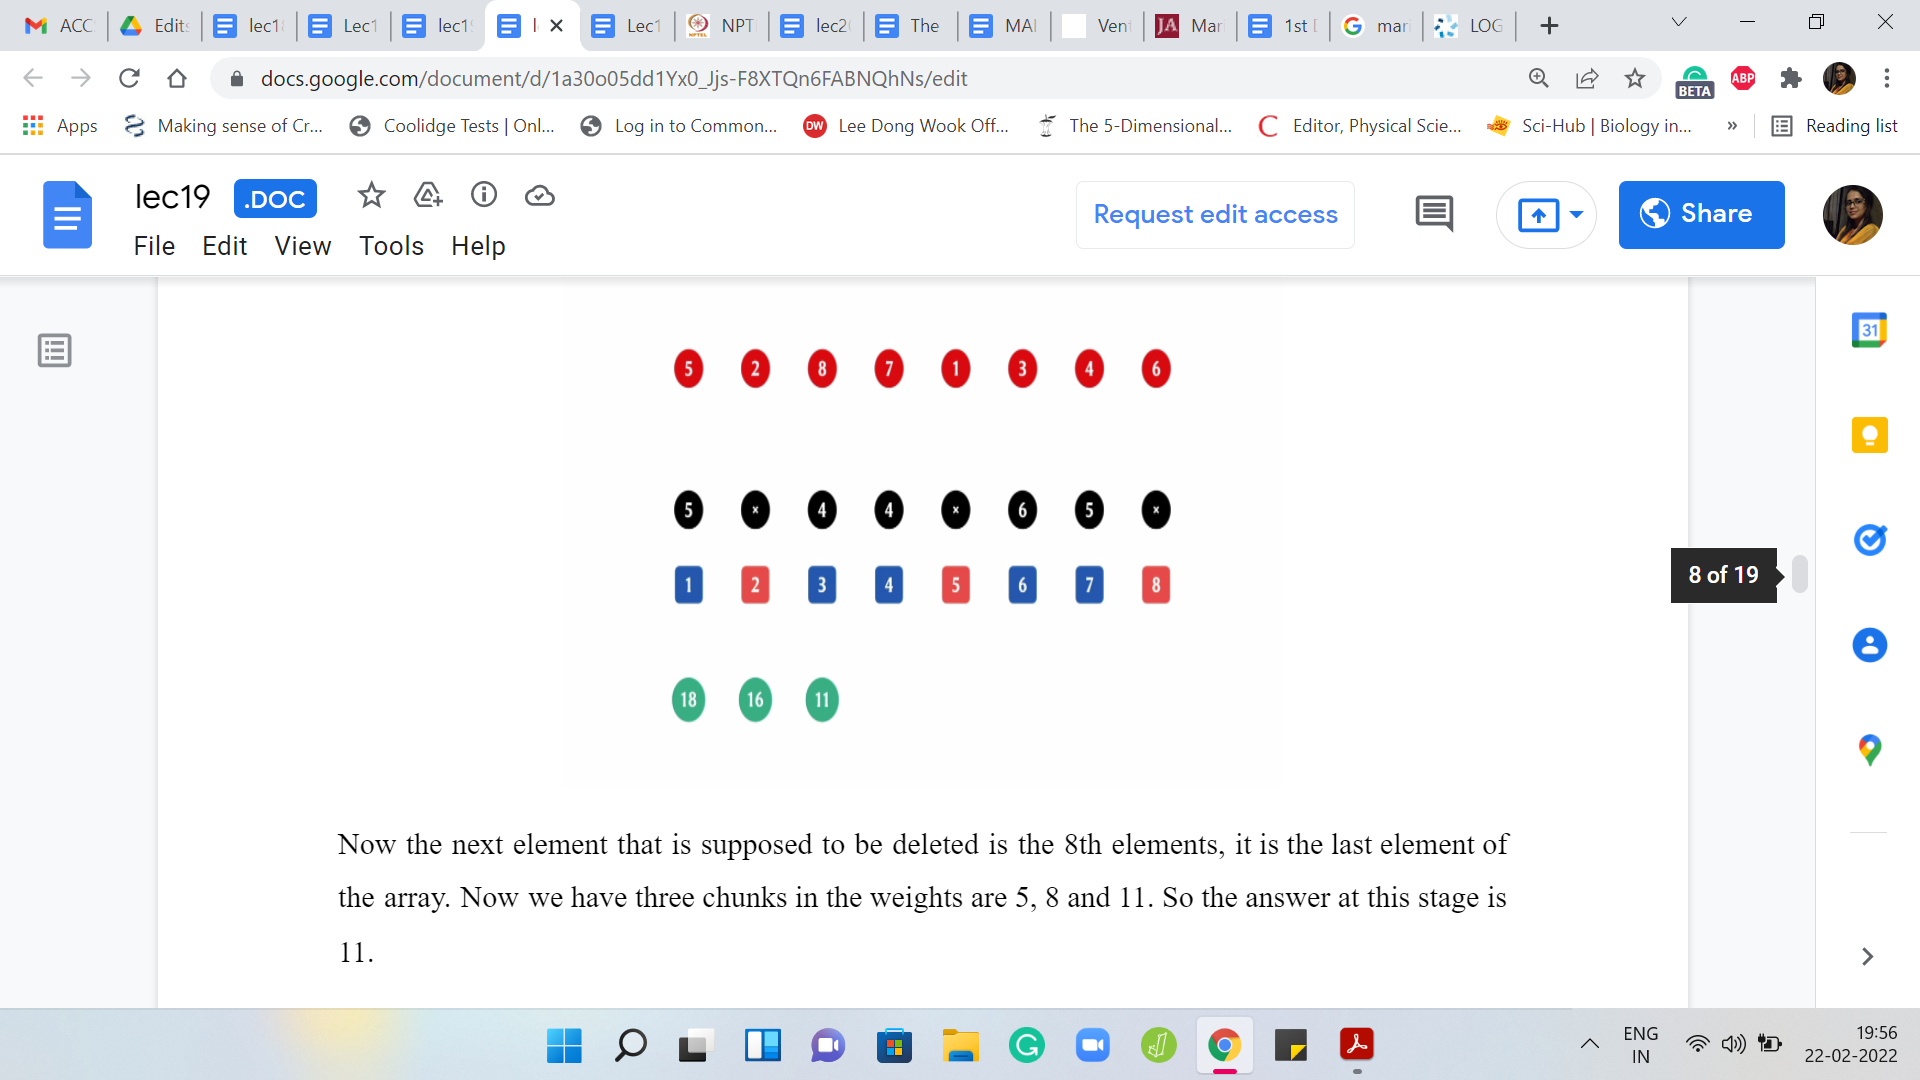 ACC
Edits
lec18
Lec1
lec19
l
Lec1
NPT
lec2
The
MAI
Ven
Mar
1st
mar
LOG
docs.google.com/document/d/1a30o05dd1Yx0_Jjs-F8XTQn6FABNQhNs/edit
BETA
ABP
Apps
Making sense of Cr...
Coolidge Tests | Onl...
Log in to Common...
DW
Lee Dong Wook Off...
The 5-Dimensional...
Editor, Physical Scie...
Sci-Hub | Biology in...
»
Reading list
lec19 .DOC
Request edit access
Share
File Edit View Tools Help
31
5 2 8 7 1 3 4 6
5 × 4 4 × 6 5 ×
1 2 3 4 5 6 7 8
8 of 19
18 16 11
Now the next element that is supposed to be deleted is the 8th elements, it is the last element of
the array. Now we have three chunks in the weights are 5, 8 and 11. So the answer at this stage is
11.
ENG
IN
19:56
22-02-2022